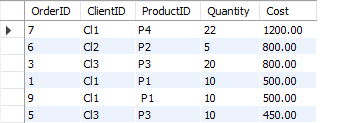 OrderID ClientID ProductID Quantity Cost
7 Cl1 P4 22 1200.00
6 Cl2 P2 5 800.00
3 Cl3 P3 20 800.00
1 Cl1 P1 10 500.00
9 Cl1 P1 10 500.00
5 Cl3 P3 10 450.00